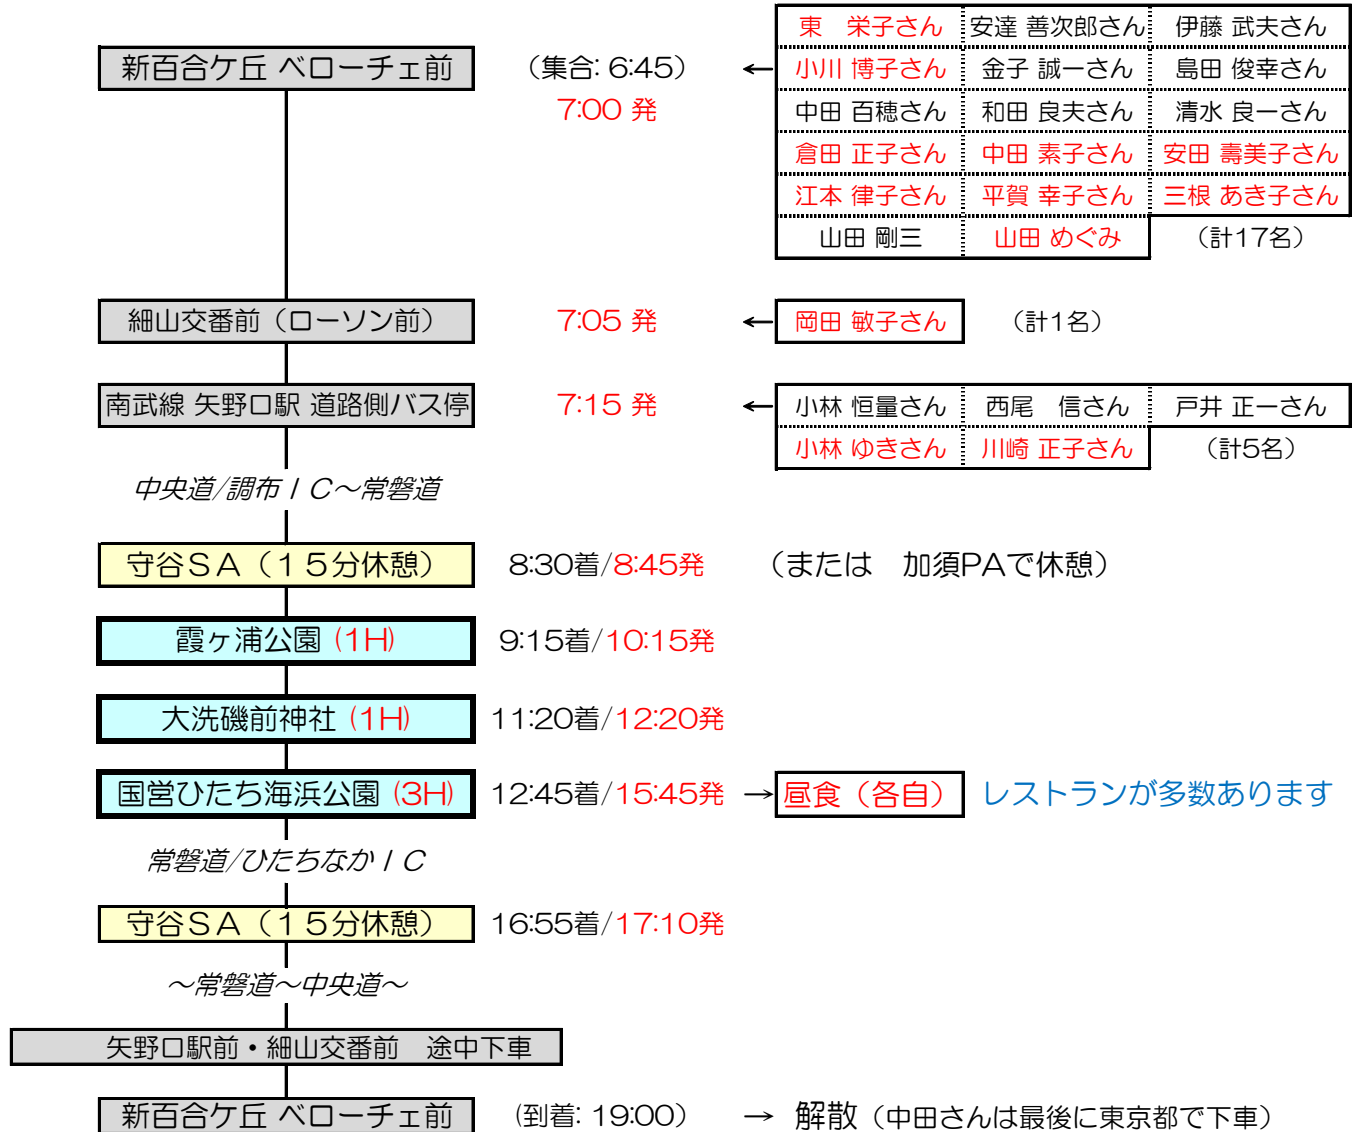 東　栄子さん 安達 善次郎さん 伊藤 武夫さん
新百合ケ丘 ベローチェ前 （集合: 6:45） ← 小川 博子さん 金子 誠一さん 島田 俊幸さん
7:00 発 中田 百穂さん 和田 良夫さん 清水 良一さん
倉田 正子さん 中田 素子さん 安田 壽美子さん
江本 律子さん 平賀 幸子さん 三根 あき子さん
山田 剛三 山田 めぐみ （計17名）
細山交番前（ローソン前） 7:05 発 ← 岡田 敏子さん （計1名）
南武線 矢野口駅 道路側バス停 7:15 発 ← 小林 恒量さん 西尾　信さん 戸井 正一さん
小林 ゆきさん 川崎 正子さん （計5名）
中央道/調布ＩＣ～常磐道
守谷ＳＡ（１５分休憩） 8:30着/8:45発 （または　加須PAで休憩）
霞ヶ浦公園 (1H) 9:15着/10:15発
大洗磯前神社 (1H) 11:20着/12:20発
国営ひたち海浜公園 (3H) 12:45着/15:45発 → 昼食（各自） レストランが多数あります
常磐道/ひたちなかＩＣ
守谷ＳＡ（１５分休憩） 16:55着/17:10発
～常磐道～中央道～
矢野口駅前・細山交番前　途中下車
新百合ケ丘 ベローチェ前 (到着: 19:00） → 解散（中田さんは最後に東京都で下車）